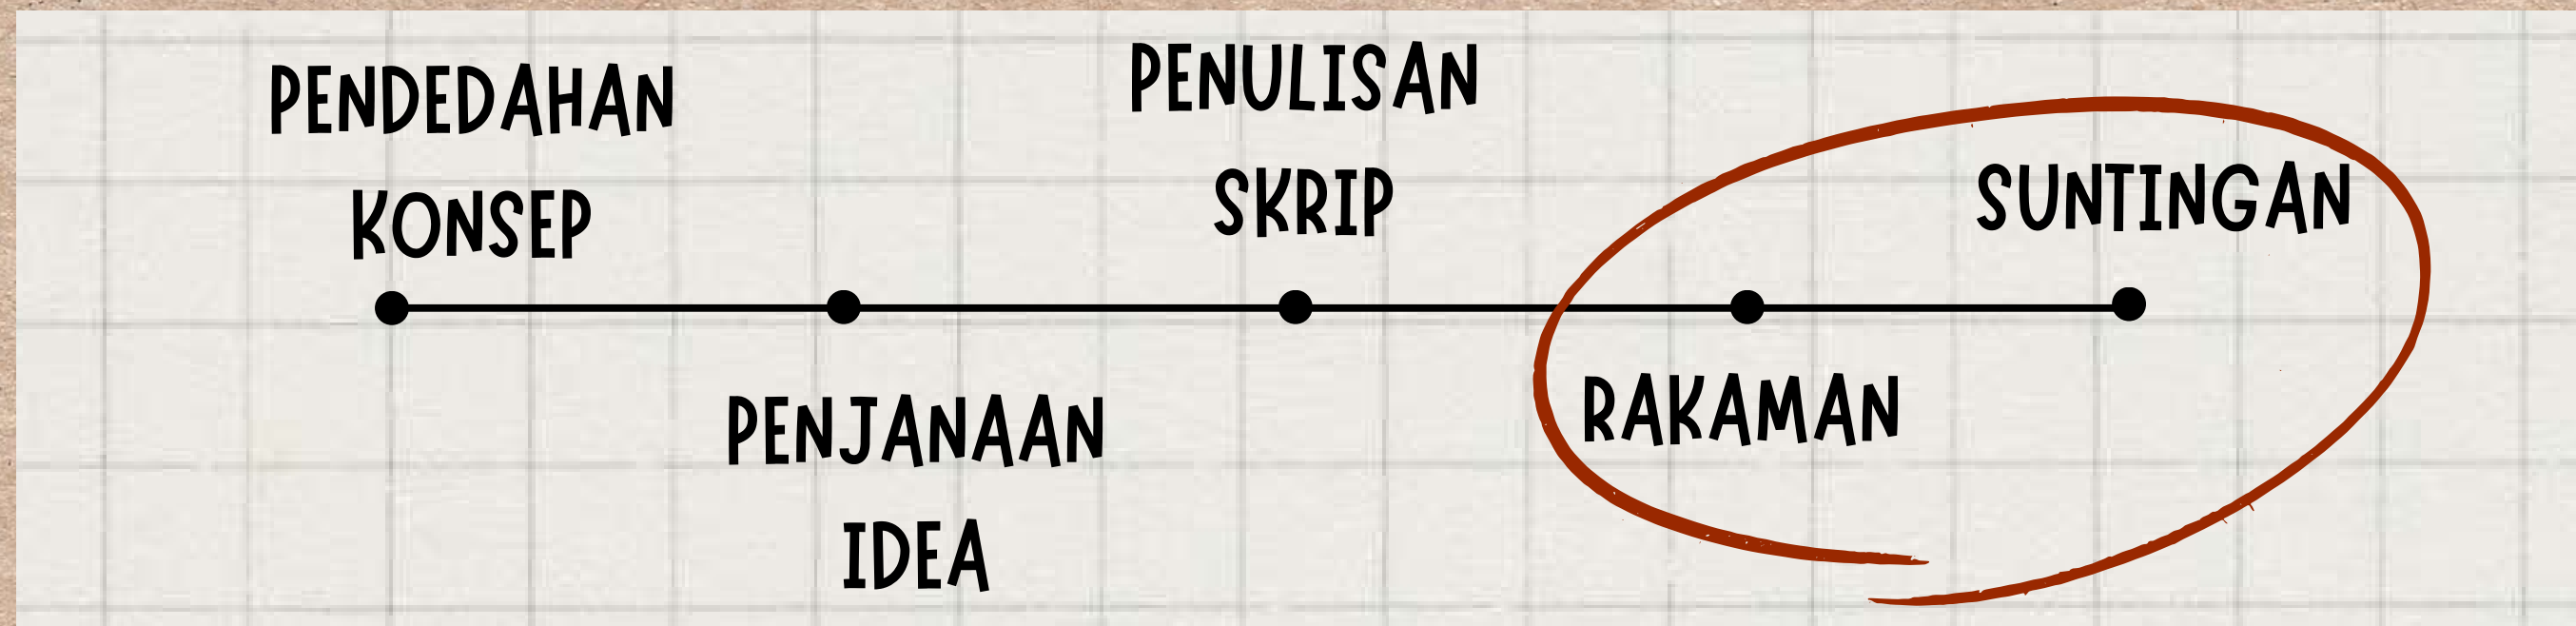 PENDEDAHAN
KONSEP
PENJANAAN
IDEA
PENULISAN
SKRIP
RAKAMAN
SUNTINGAN